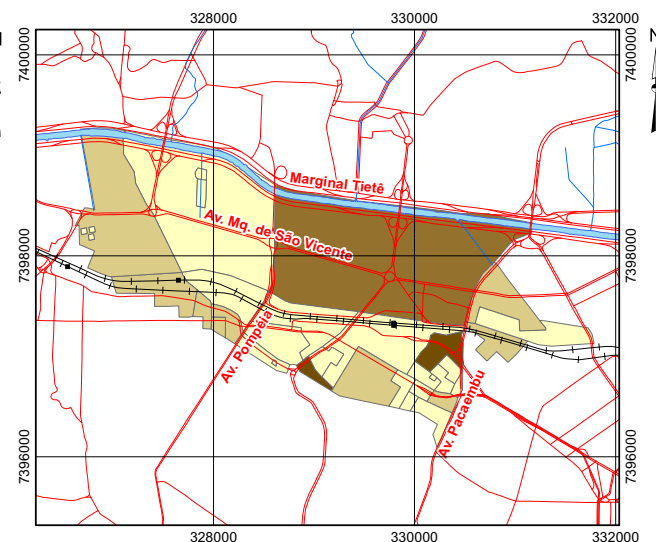 328000 330000 332000
7400000 7400000
N
Marginal Tietê
Av. Mq. de São Vicente
7398000 7398000
Av. Pompéia
Av. Pacaembu
7396000 7396000
328000 330000 332000